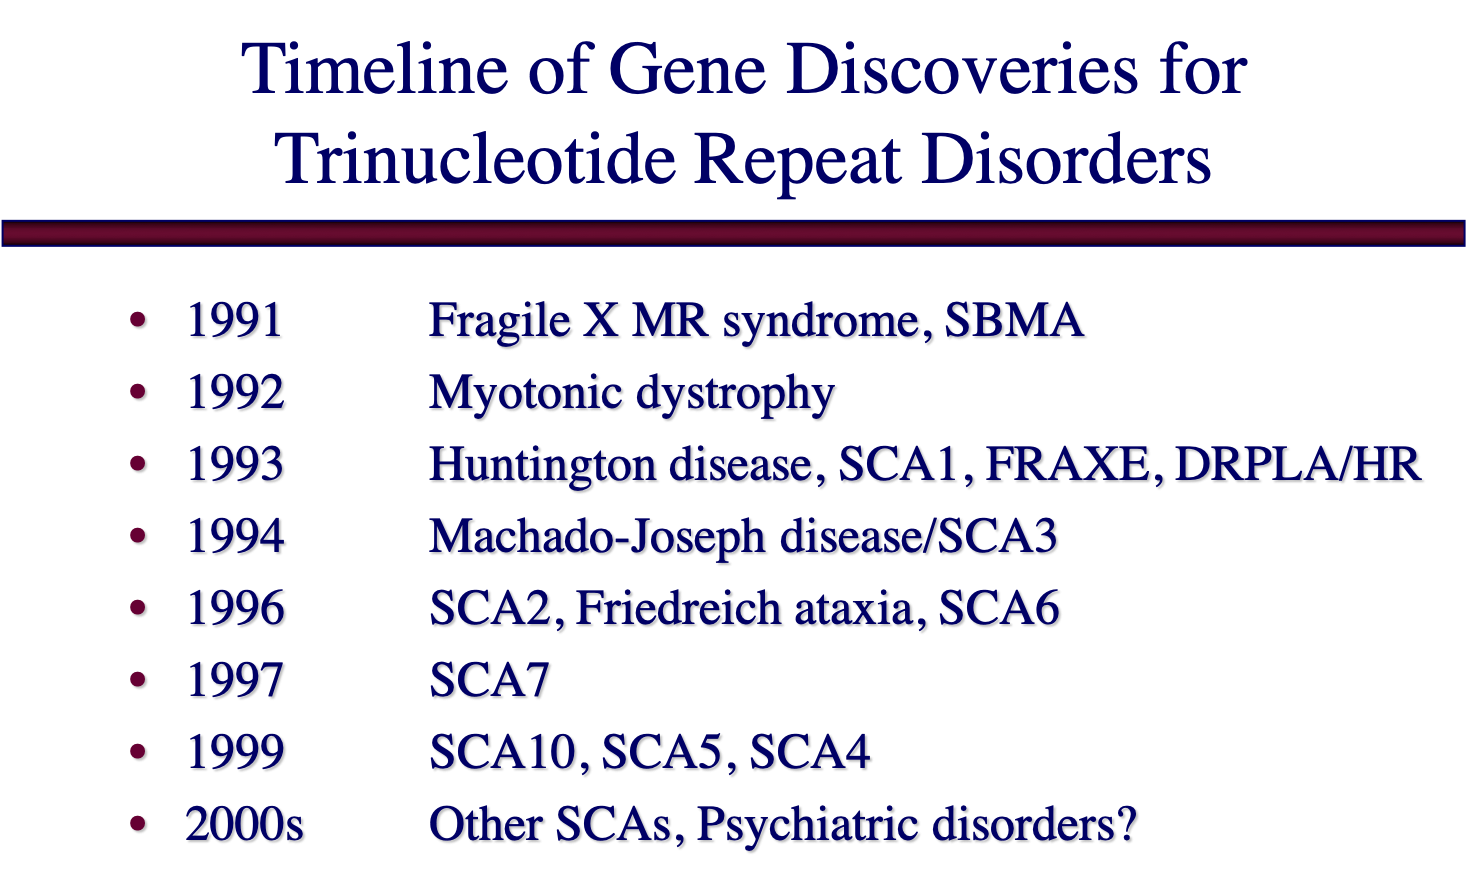 Timeline of Gene Discoveries for
Trinucleotide Repeat Disorders
• 1991 Fragile X MR syndrome, SBMA
• 1992 Myotonic dystrophy
• 1993 Huntington disease, SCA1, FRAXE, DRPLA/HR
• 1994 Machado-Joseph disease/SCA3
• 1996 SCA2, Friedreich ataxia, SCA6
• 1997 SCA7
• 1999 SCA10, SCA5, SCA4
• 2000s Other SCAs, Psychiatric disorders?